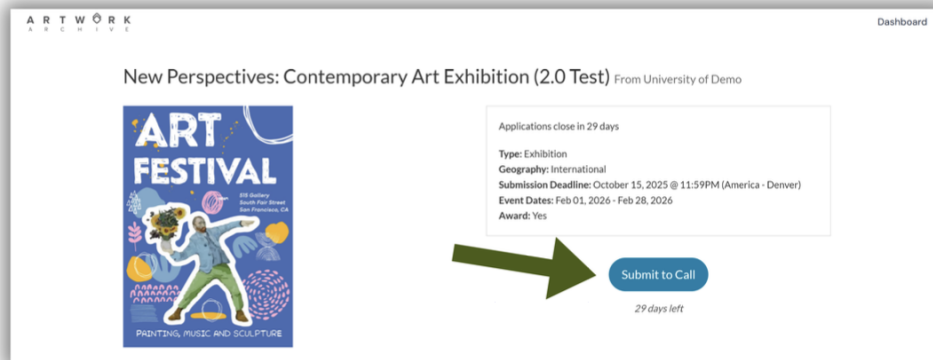 ARTWORK
ARCHIVE
Dashboard
New Perspectives: Contemporary Art Exhibition (2.0 Test) From University of Demo
ART
FESTIVAL
515 Gallery
South Fair Street
San Francisco, CA
PAINTING, MUSIC AND SCULPTURE
Applications close in 29 days
Type: Exhibition
Geography: International
Submission Deadline: October 15, 2025 @ 11:59PM (America - Denver)
Event Dates: Feb 01, 2026 - Feb 28, 2026
Award: Yes
Submit to Call
29 days left